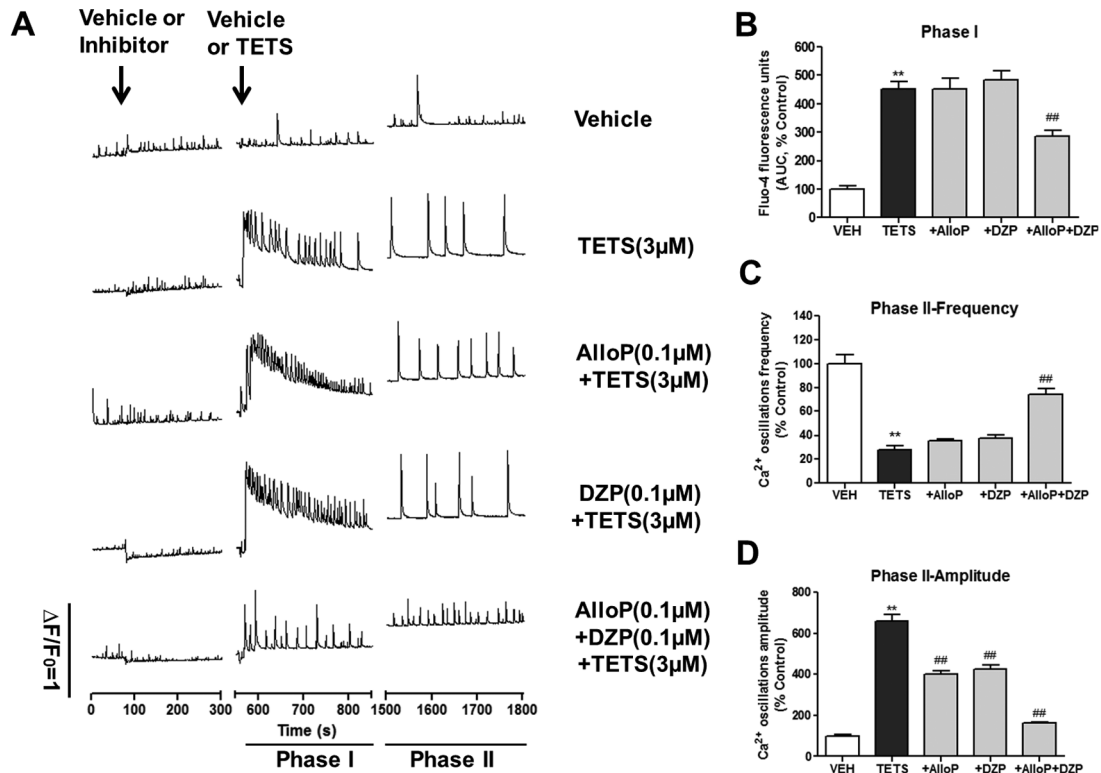 A
Vehicle or
Inhibitor
Vehicle
or TETS
Vehicle
TETS(3µM)
AlloP(0.1µM)
+TETS(3µM)
DZP(0.1µM)
+TETS(3µM)
AlloP(0.1µM)
+DZP(0.1µM)
+TETS(3µM)
ΔF/F0=1
0 100 200 300 600 700 800 1500 1600 1700 1800
Time (s)
Phase I Phase II
B
Phase I
Fluo-4 fluorescence units
(AUC, % Control)
600
500
400
300
200
100
0
**
##
VEH TETS +AlloP +DZP +AlloP+DZP
C
Phase II-Frequency
Ca²⁺ oscillations frequency
(% Control)
140
120
100
80
60
40
20
0
**
##
VEH TETS +AlloP +DZP +AlloP+DZP
D
Phase II-Amplitude
Ca²⁺ oscillations amplitude
(% Control)
800
600
400
200
0
**
##
##
##
VEH TETS +AlloP +DZP +AlloP+DZP